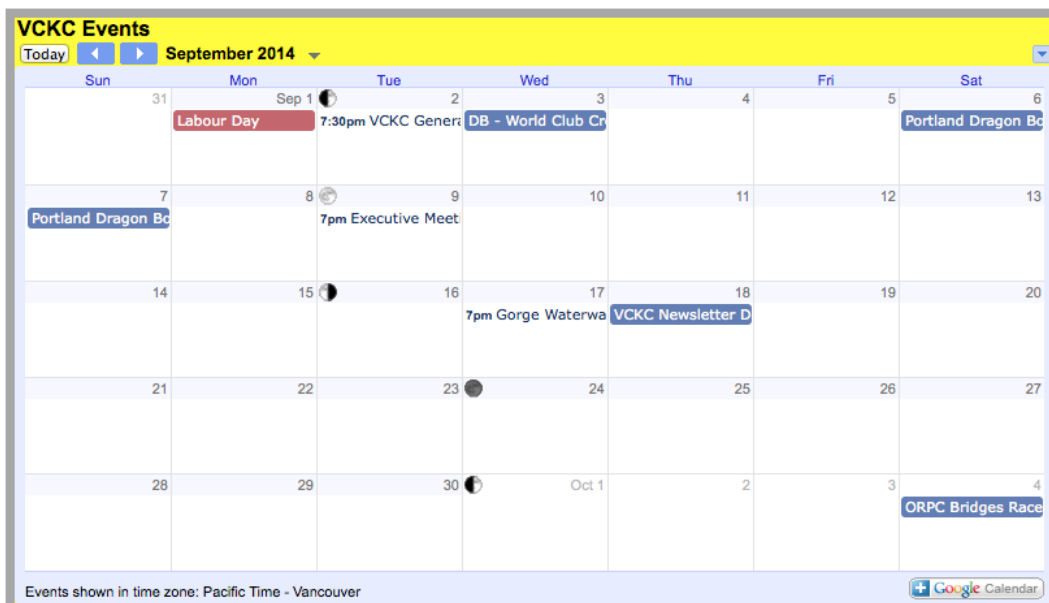 VCKC Events
Today September 2014
Sun Mon Tue Wed Thu Fri Sat
31 Sep 1 2 3 4 5 6
Labour Day 7:30pm VCKC Genera DB - World Club Cr Portland Dragon Bo
7 8 9 10 11 12 13
Portland Dragon Bo 7pm Executive Meet
14 15 16 17 18 19 20
7pm Gorge Waterwa VCKC Newsletter D
21 22 23 24 25 26 27
28 29 30 Oct 1 2 3 4
ORPC Bridges Race
Events shown in time zone: Pacific Time - Vancouver Google Calendar